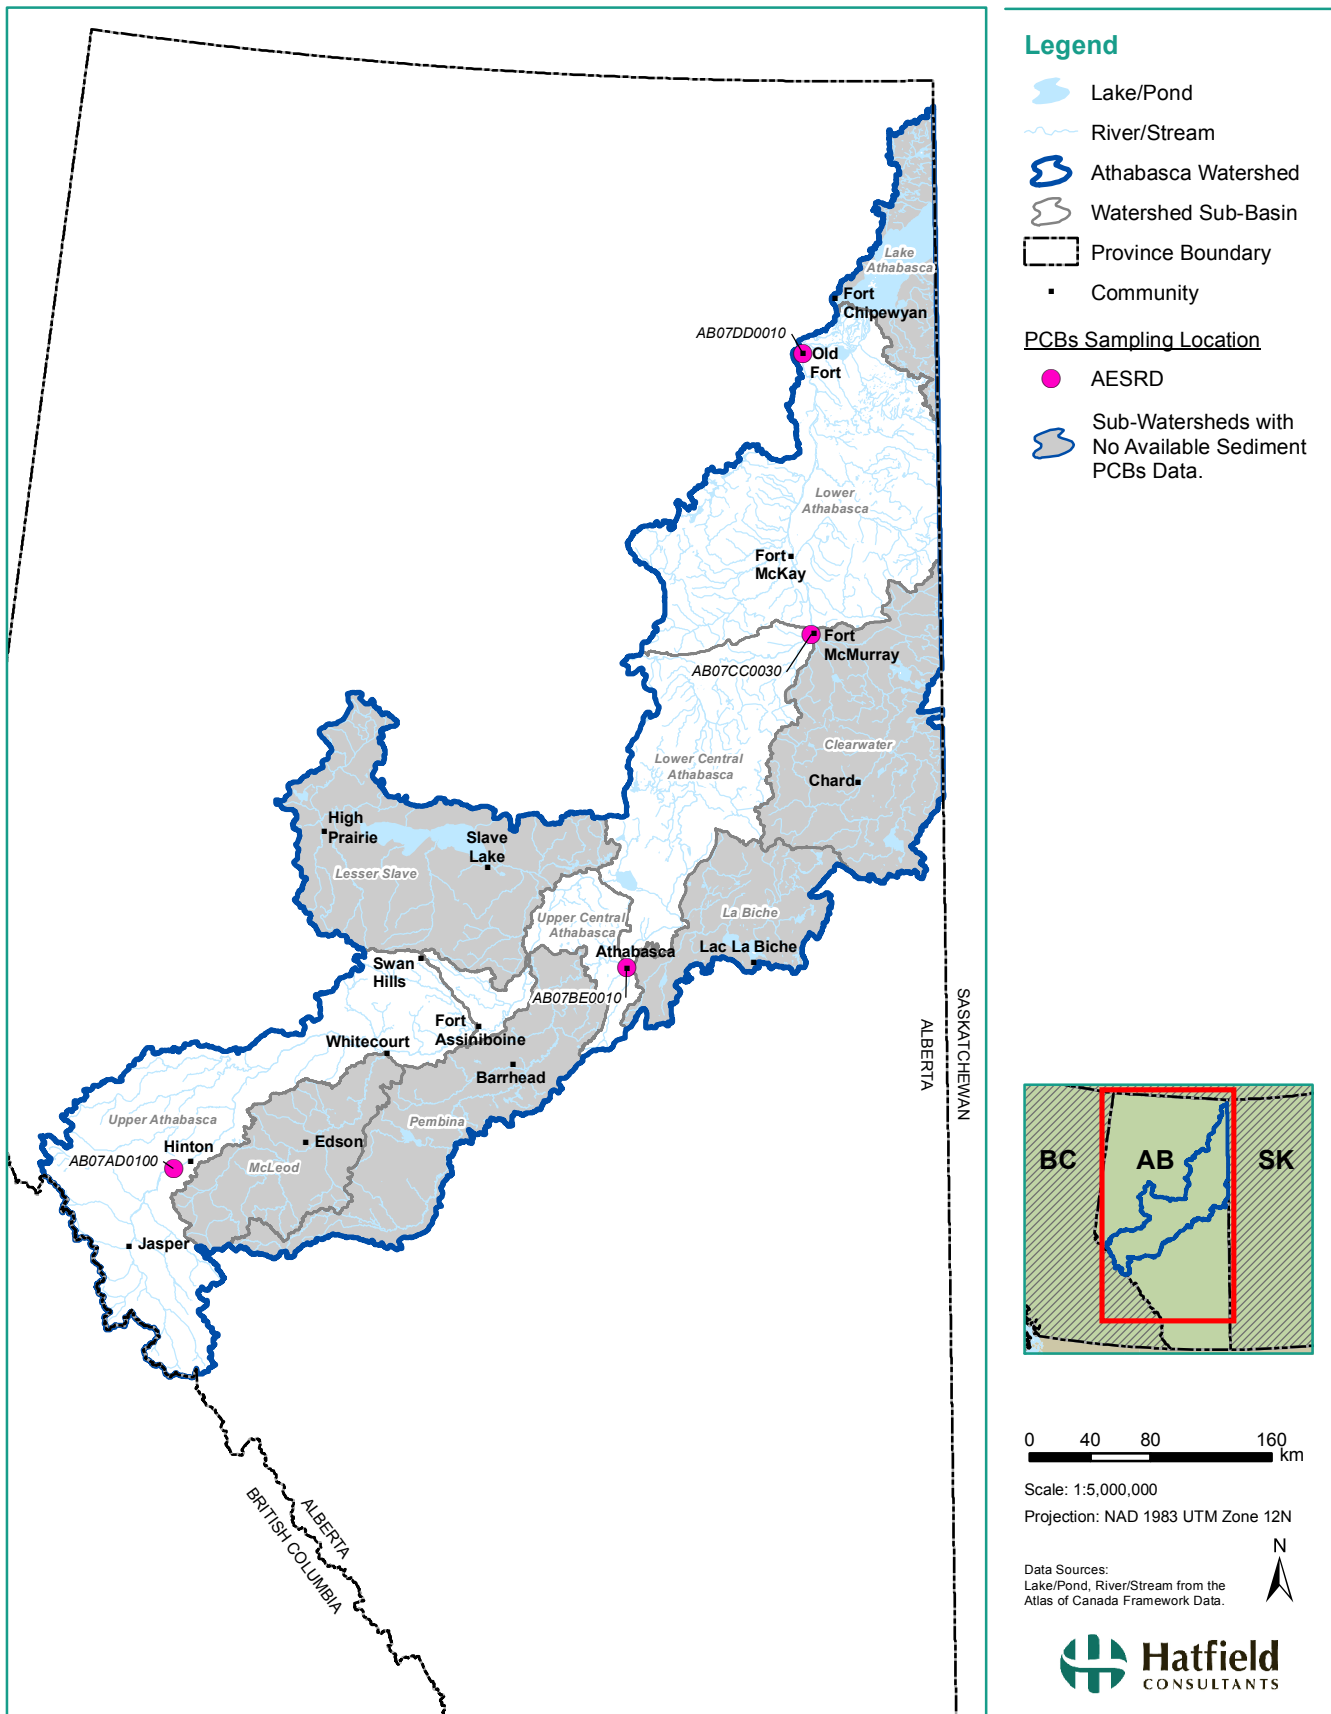 Lake
Athabasca
Fort
Chipewyan
AB07DD0010
Old
Fort
Lower
Athabasca
Fort
McKay
Fort
McMurray
AB07CC0030
Clearwater
Lower Central
Athabasca
Chard
High
Prairie
Slave
Lake
Lesser Slave
La Biche
Upper Central
Athabasca
Athabasca
Lac La Biche
Swan
Hills
AB07BE0010
Fort
Assiniboine
Whitecourt
Barrhead
Upper Athabasca
Pembina
Hinton
Edson
AB07AD0100
McLeod
Jasper
ALBERTA
SASKATCHEWAN
ALBERTA
BRITISH COLUMBIA
Legend
Lake/Pond
River/Stream
Athabasca Watershed
Watershed Sub-Basin
Province Boundary
Community
PCBs Sampling Location
AESRD
Sub-Watersheds with
No Available Sediment
PCBs Data.
BC AB SK
0 40 80 160
km
Scale: 1:5,000,000
Projection: NAD 1983 UTM Zone 12N
N
Data Sources:
Lake/Pond, River/Stream from the
Atlas of Canada Framework Data.
Hatfield
CONSULTANTS